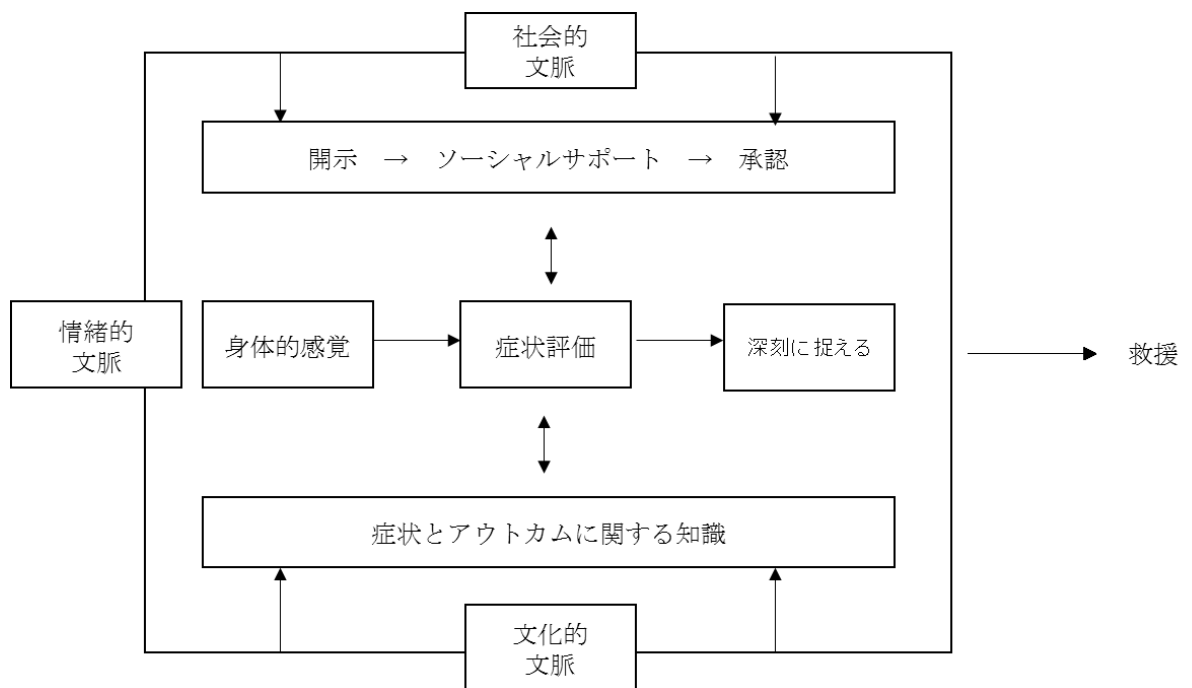 社会的
文脈
開示 → ソーシャルサポート → 承認
情緒的
文脈
身体的感覚
症状評価
深刻に捉える
救援
症状とアウトカムに関する知識
文化的
文脈